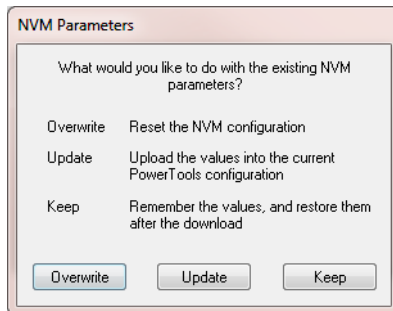 NVM Parameters
What would you like to do with the existing NVM
parameters?
Overwrite Reset the NVM configuration
Update Upload the values into the current
PowerTools configuration
Keep Remember the values, and restore them
after the download
Overwrite Update Keep